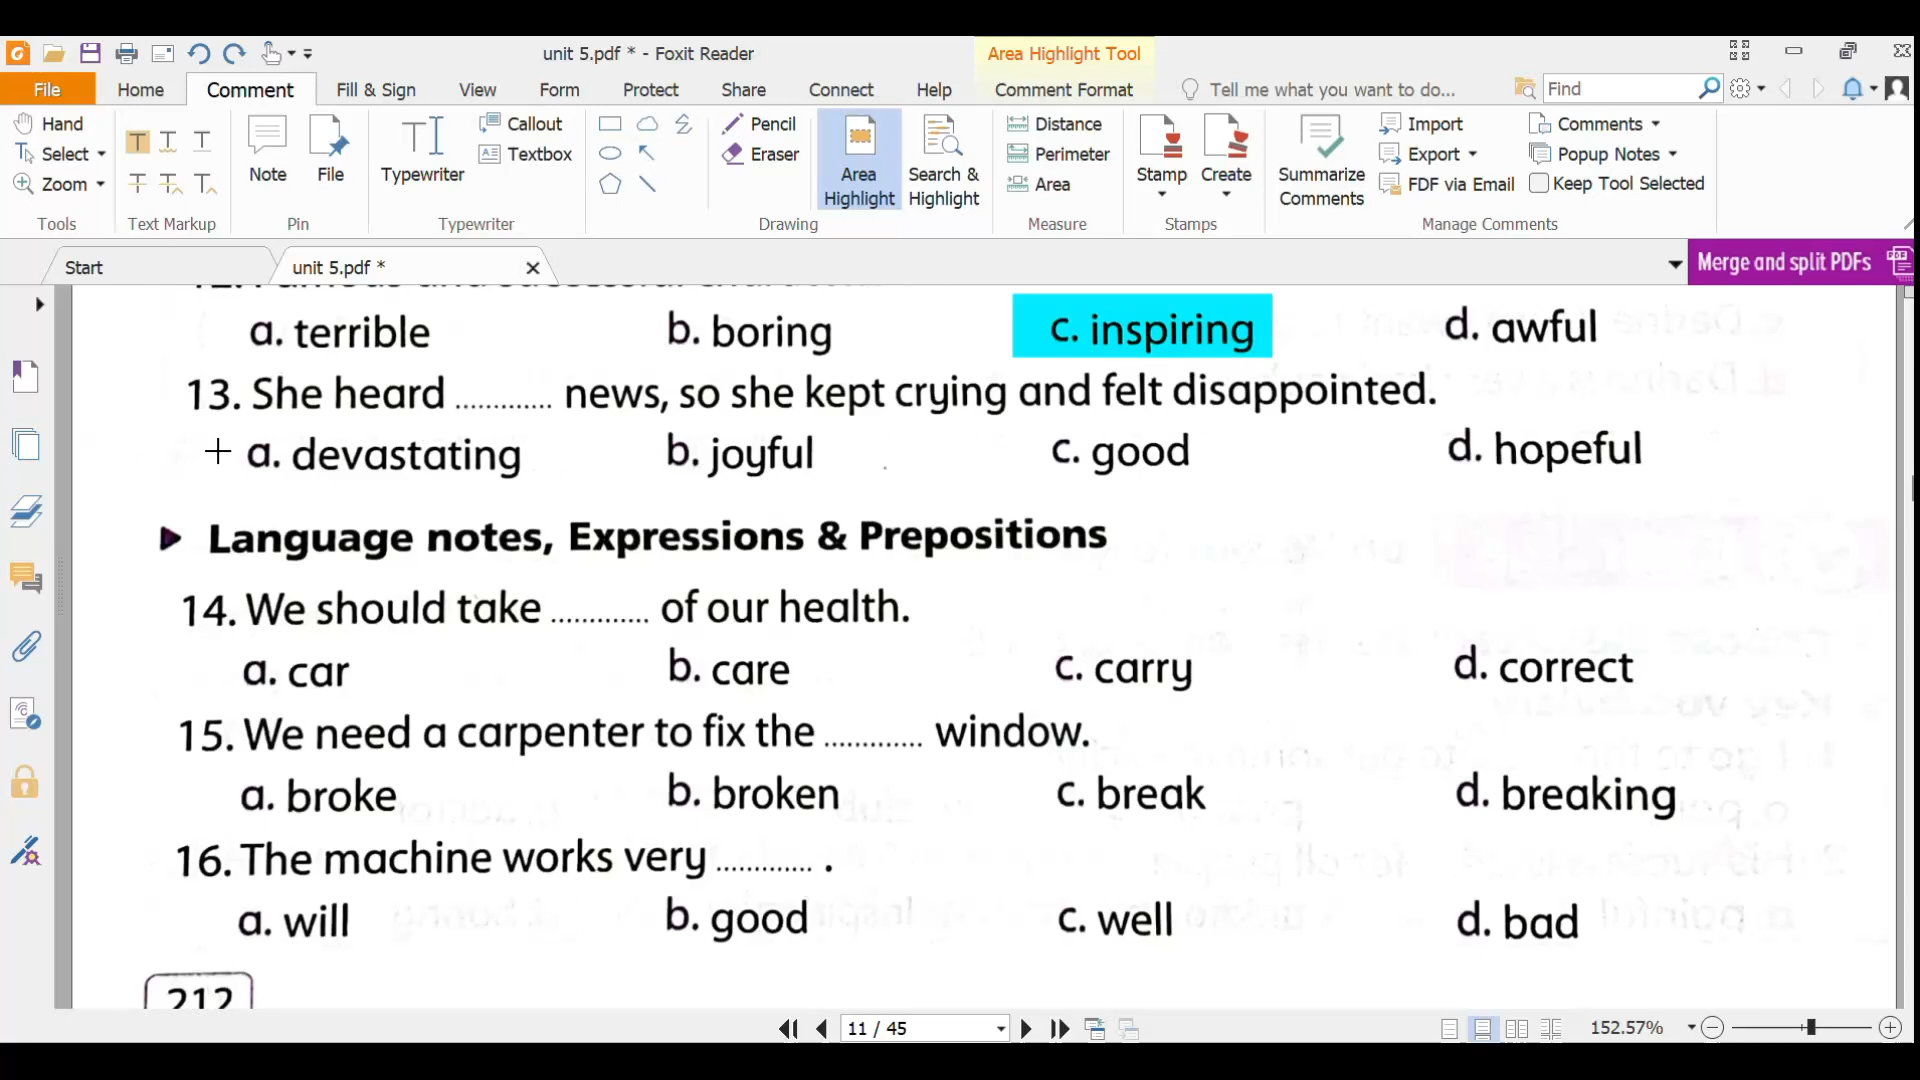 unit 5.pdf * - Foxit Reader
Area Highlight Tool
File Home Comment Fill & Sign View Form Protect Share Connect Help Comment Format Tell me what you want to do... Find
Hand
Select
Zoom
Tools
Text Markup
Note
File
Pin
Typewriter
Callout
Textbox
Typewriter
Pencil
Eraser
Area Highlight
Search & Highlight
Drawing
Distance
Perimeter
Area
Measure
Stamp
Create
Stamps
Summarize Comments
Import
Export
FDF via Email
Comments
Popup Notes
Keep Tool Selected
Manage Comments
Start
unit 5.pdf *
Merge and split PDFs
a. terrible b. boring c. inspiring d. awful
13. She heard ............. news, so she kept crying and felt disappointed.
a. devastating b. joyful c. good d. hopeful
Language notes, Expressions & Prepositions
14. We should take ............. of our health.
a. car b. care c. carry d. correct
15. We need a carpenter to fix the ............. window.
a. broke b. broken c. break d. breaking
16. The machine works very ............. .
a. will b. good c. well d. bad
212
11 / 45
152.57%